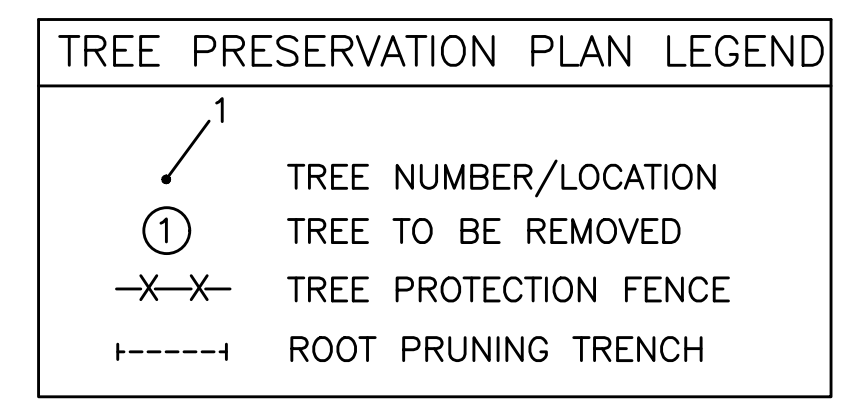 TREE PRESERVATION PLAN LEGEND
1
TREE NUMBER/LOCATION
1 TREE TO BE REMOVED
X X TREE PROTECTION FENCE
ROOT PRUNING TRENCH